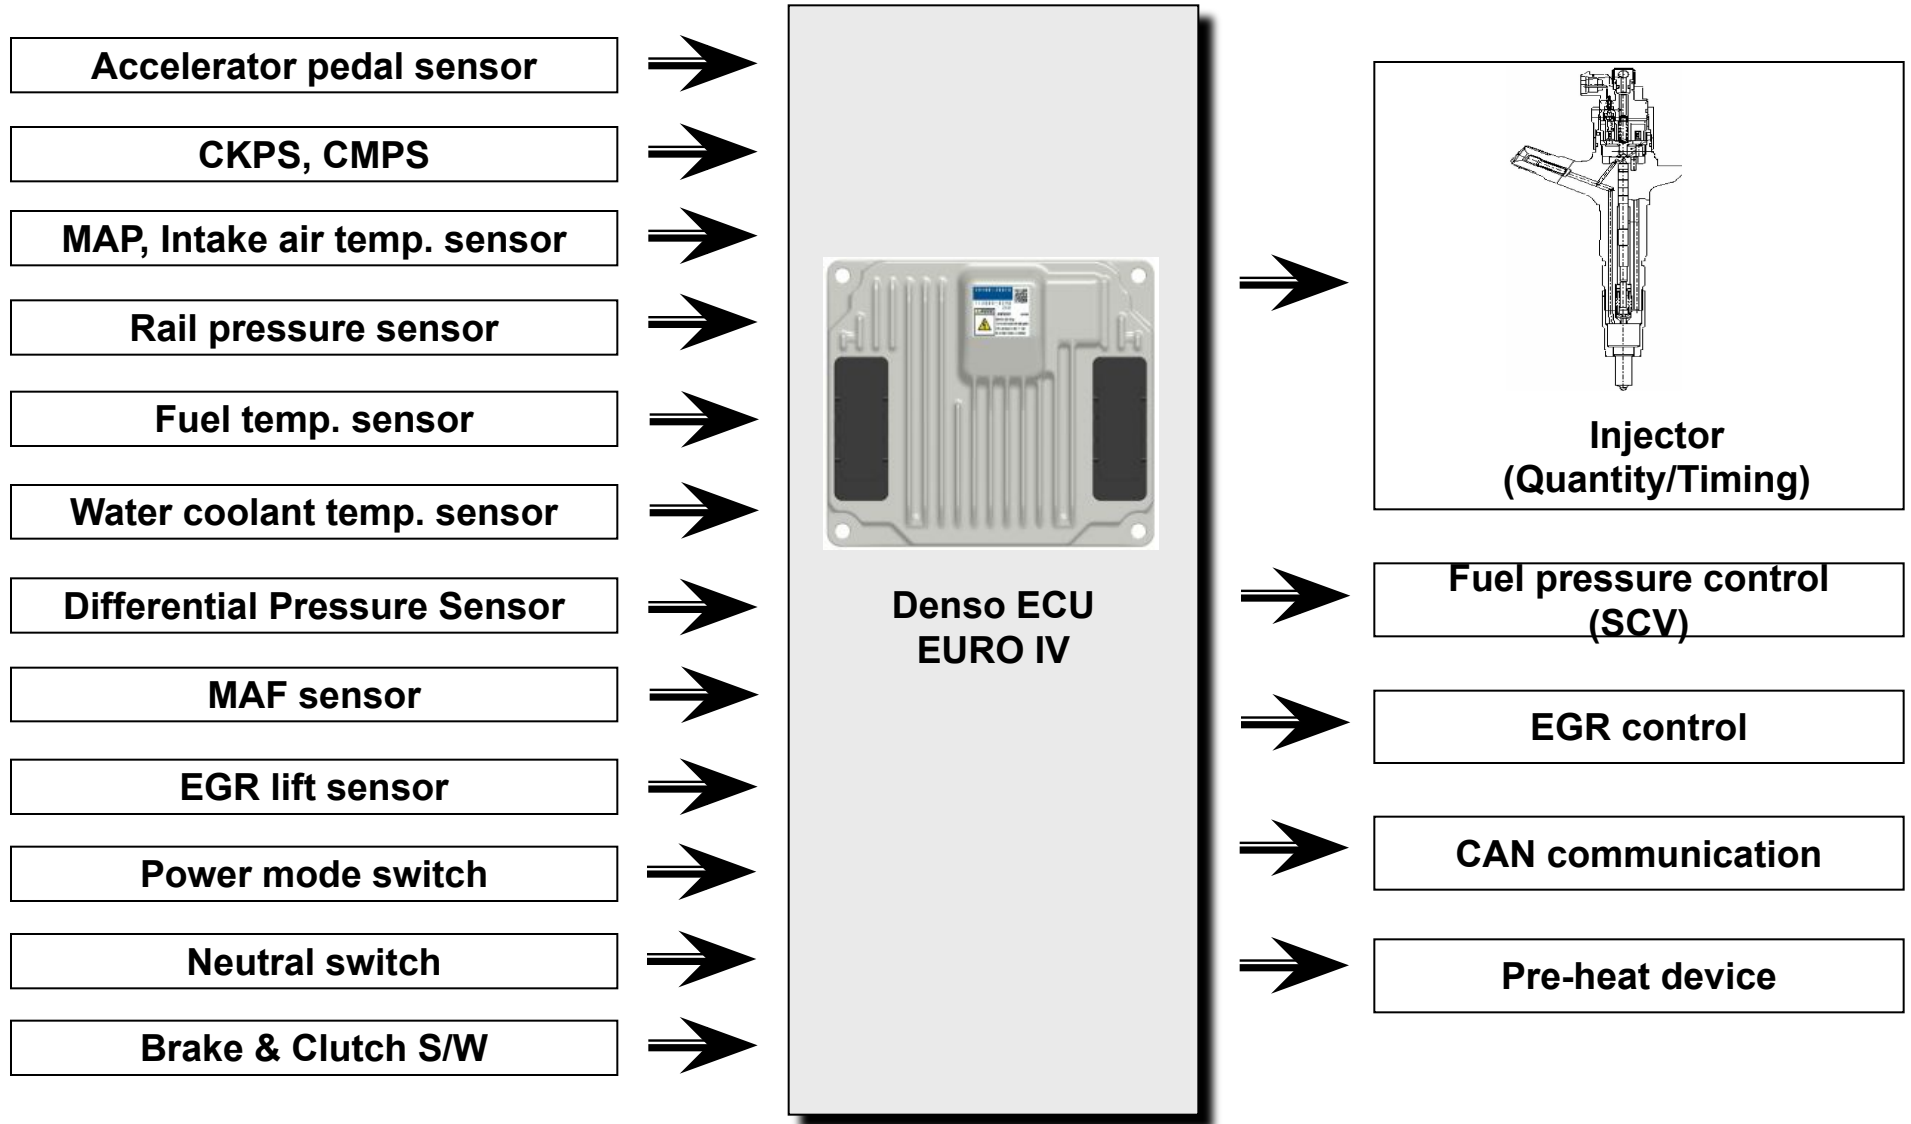 Accelerator pedal sensor
CKPS, CMPS
MAP, Intake air temp. sensor
Rail pressure sensor
Fuel temp. sensor
Water coolant temp. sensor
Differential Pressure Sensor
MAF sensor
EGR lift sensor
Power mode switch
Neutral switch
Brake & Clutch S/W
Denso ECU
EURO IV
Injector
(Quantity/Timing)
Fuel pressure control
(SCV)
EGR control
CAN communication
Pre-heat device